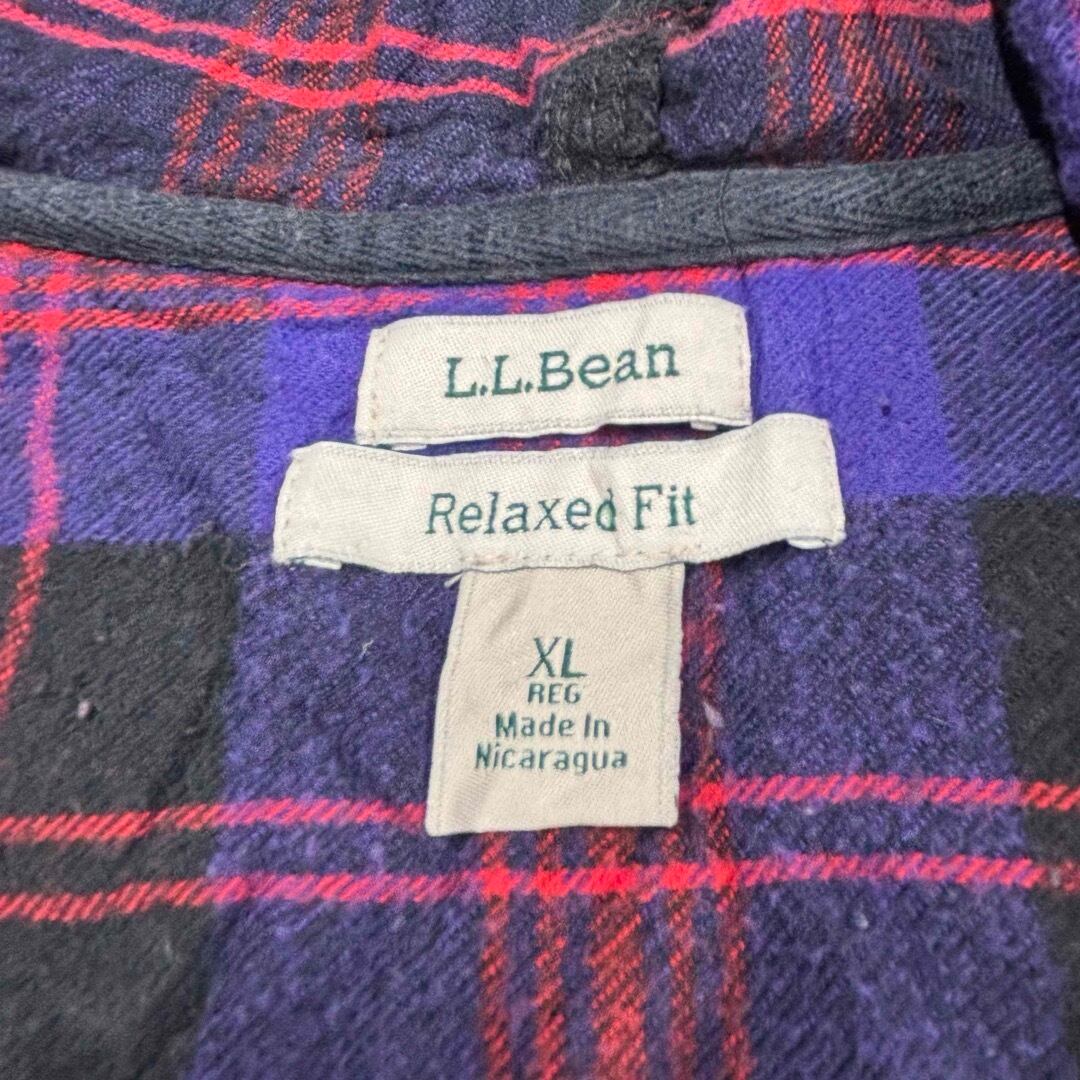 L.L.Bean
Relaxed Fit
XL
REG
Made In
Nicaragua